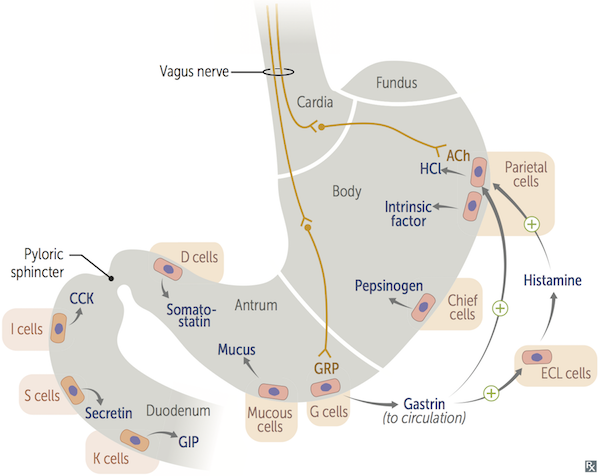 Vagus nerve
Fundus
Cardia
ACh
HCl
Parietal
cells
Body
Intrinsic
factor
Pyloric
sphincter
D cells
CCK
Somato-
statin
Antrum
Pepsinogen
Chief
cells
Histamine
I cells
Mucus
GRP
ECL cells
S cells
Secretin
Duodenum
Mucous
cells
G cells
Gastrin
(to circulation)
K cells
GIP
Rx